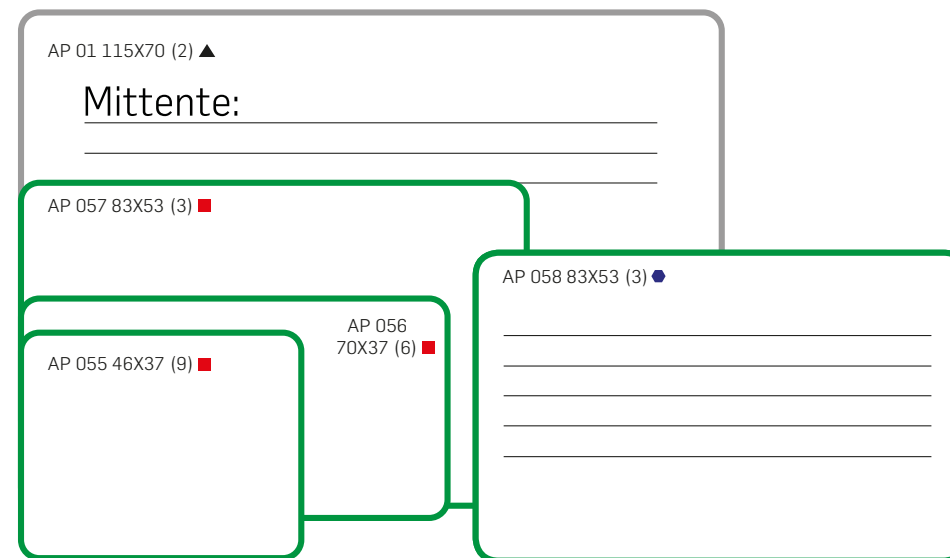 AP 01 115X70 (2)
Mittente:
AP 057 83X53 (3)
AP 058 83X53 (3)
AP 056
70X37 (6)
AP 055 46X37 (9)